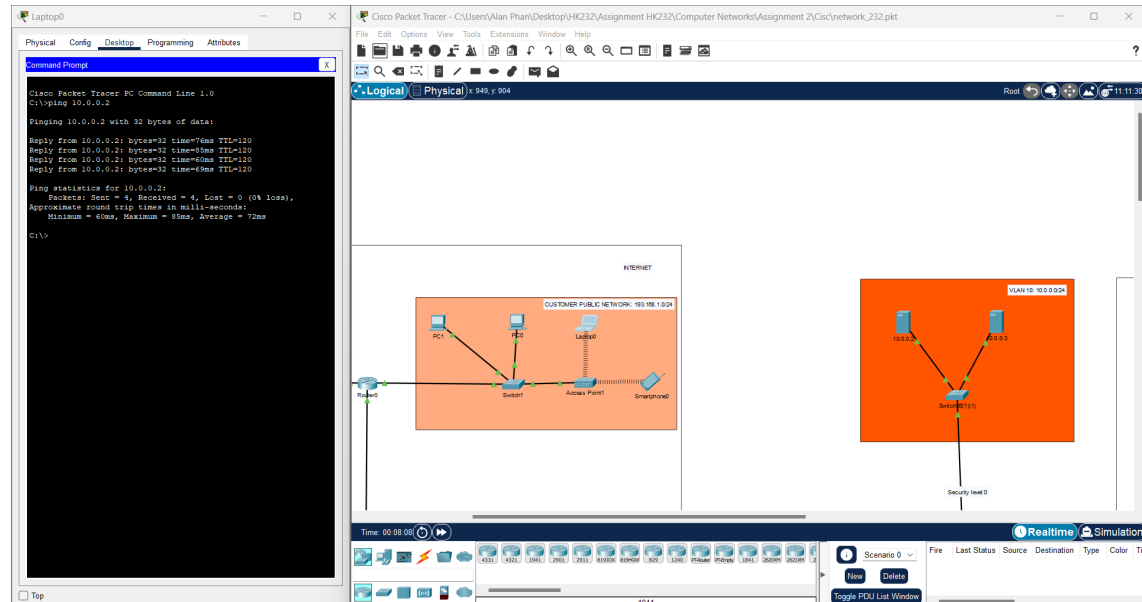 Laptop0
Physical Config Desktop Programming Attributes
Command Prompt
X
Cisco Packet Tracer PC Command Line 1.0
C:\>ping 10.0.0.2
Pinging 10.0.0.2 with 32 bytes of data:
Reply from 10.0.0.2: bytes=32 time=76ms TTL=120
Reply from 10.0.0.2: bytes=32 time=85ms TTL=120
Reply from 10.0.0.2: bytes=32 time=60ms TTL=120
Reply from 10.0.0.2: bytes=32 time=69ms TTL=120
Ping statistics for 10.0.0.2:
Packets: Sent = 4, Received = 4, Lost = 0 (0% loss),
Approximate round trip times in milli-seconds:
Minimum = 60ms, Maximum = 85ms, Average = 72ms
C:\>
Top
Cisco Packet Tracer - C:\Users\Alan Phan\Desktop\HK232\Assignment HK232\Computer Networks\Assignment 2\Cisc\network_232.pkt
File Edit Options View Tools Extensions Window Help
?
Logical Physical x: 949, y: 904
Root 11:11:30
INTERNET
CUSTOMER PUBLIC NETWORK: 193.168.1.0/24
PC1
PC0
Laptop0
Router0
Switch1
Access Point1
Smartphone0
VLAN 10: 10.0.0.0/24
10.0.0.2
10.0.0.3
Security level 0
Time: 00:08:08
Realtime Simulation
4331 4321 1941 2901 2911 819IOX 819HGW 829 1240 PT-Router PT-Empty 1841 2620XM 2621XM
Scenario 0
New Delete
Toggle PDU List Window
Fire Last Status Source Destination Type Color